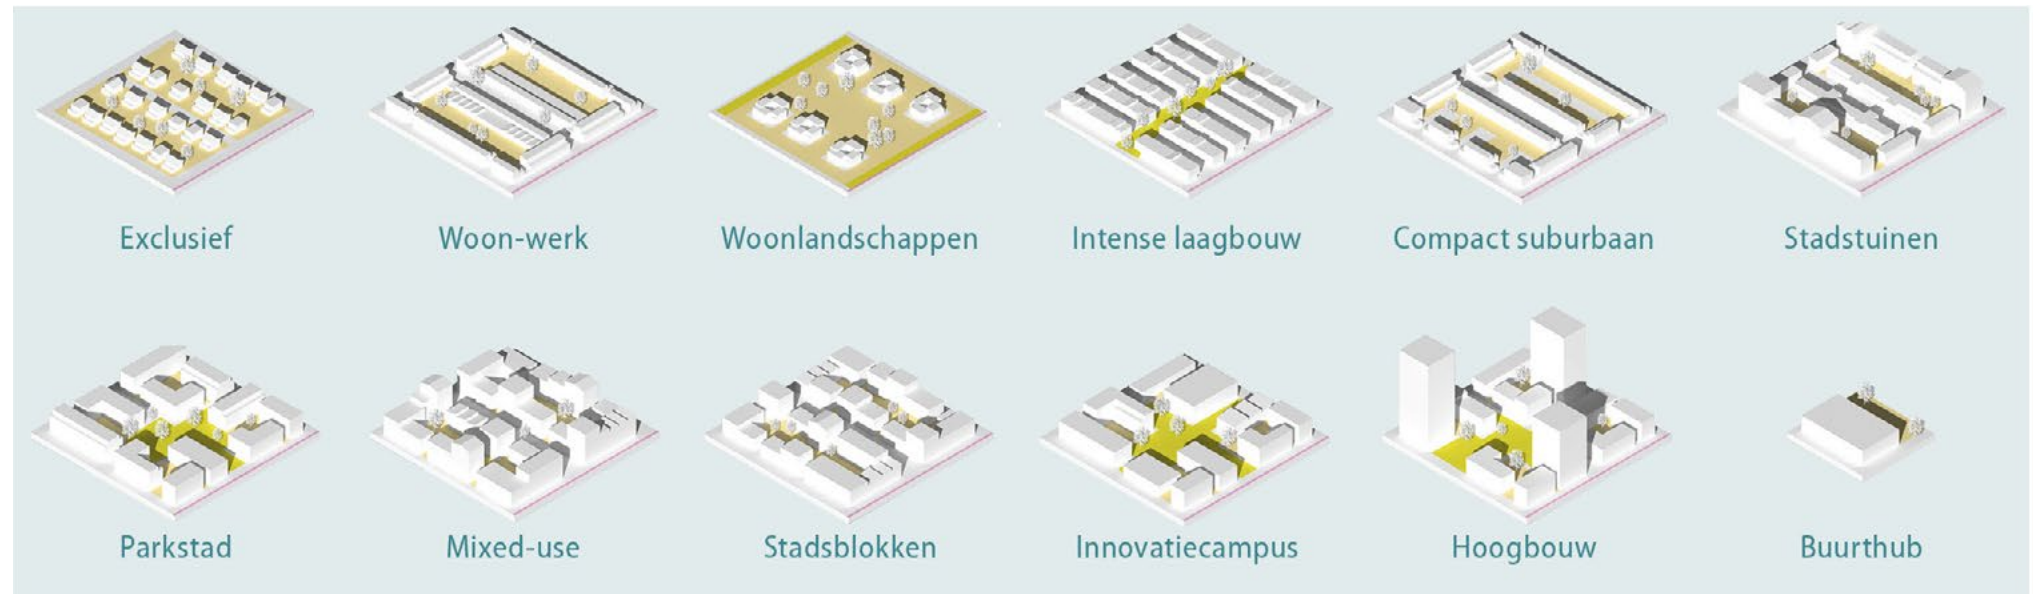 Exclusief
Woon-werk
Woonlandschappen
Intense laagbouw
Compact suburbaan
Stadstuinen
Parkstad
Mixed-use
Stadsblokken
Innovatiecampus
Hoogbouw
Buurthub